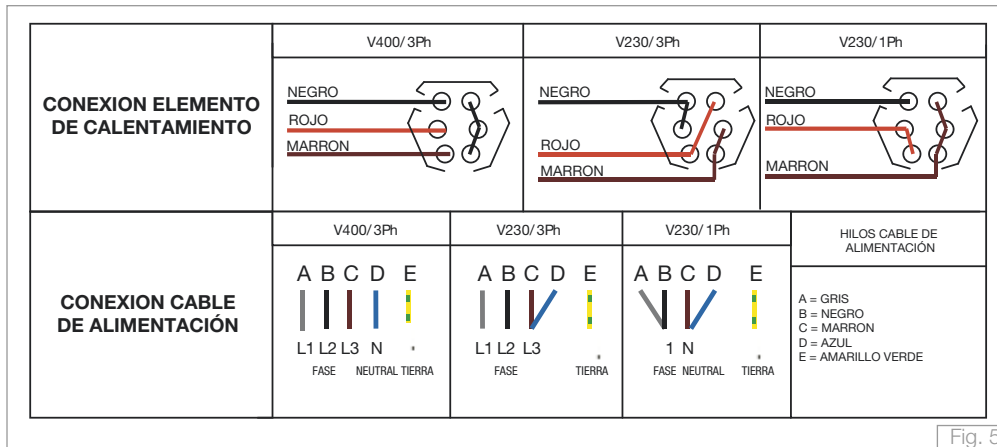 V400/3Ph
V230/3Ph
V230/1Ph
CONEXION ELEMENTO
DE CALENTAMIENTO
NEGRO
ROJO
MARRON
NEGRO
ROJO
MARRON
NEGRO
ROJO
MARRON
V400/3Ph
V230/3Ph
V230/1Ph
HILOS CABLE DE
ALIMENTACIÓN
CONEXION CABLE
DE ALIMENTACIÓN
A B C D E
L1 L2 L3 N
FASE NEUTRAL TIERRA
A B C D E
L1 L2 L3
FASE TIERRA
A B C D E
1 N
FASE NEUTRAL TIERRA
A = GRIS
B = NEGRO
C = MARRON
D = AZUL
E = AMARILLO VERDE
Fig. 5